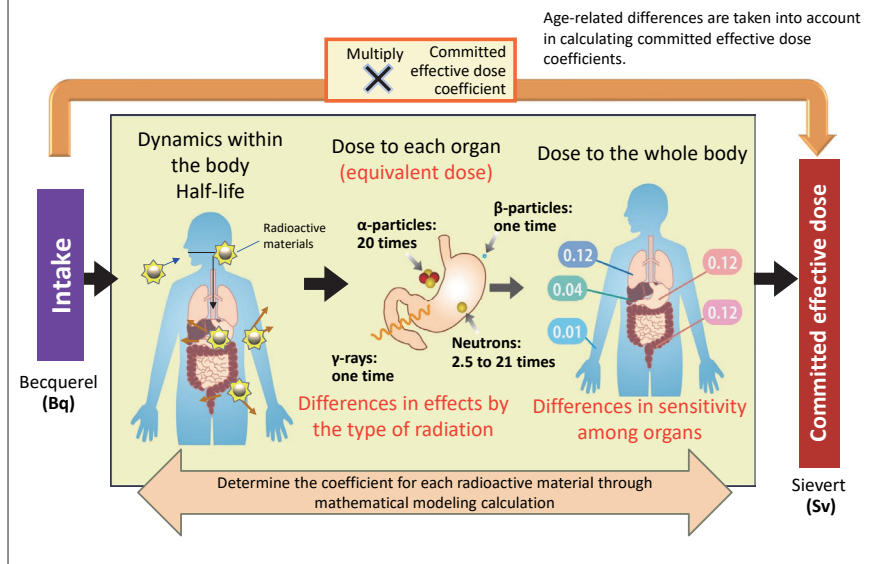 Age-related differences are taken into account
in calculating committed effective dose
coefficients.
Multiply
Committed
effective dose
coefficient
Intake
Becquerel
(Bq)
Dynamics within
the body
Half-life
Radioactive
materials
Dose to each organ
(equivalent dose)
α-particles:
20 times
β-particles:
one time
γ-rays:
one time
Neutrons:
2.5 to 21 times
Differences in effects by
the type of radiation
Dose to the whole body
0.12
0.12
0.04
0.12
0.01
Differences in sensitivity
among organs
Committed effective dose
Sievert
(Sv)
Determine the coefficient for each radioactive material through
mathematical modeling calculation